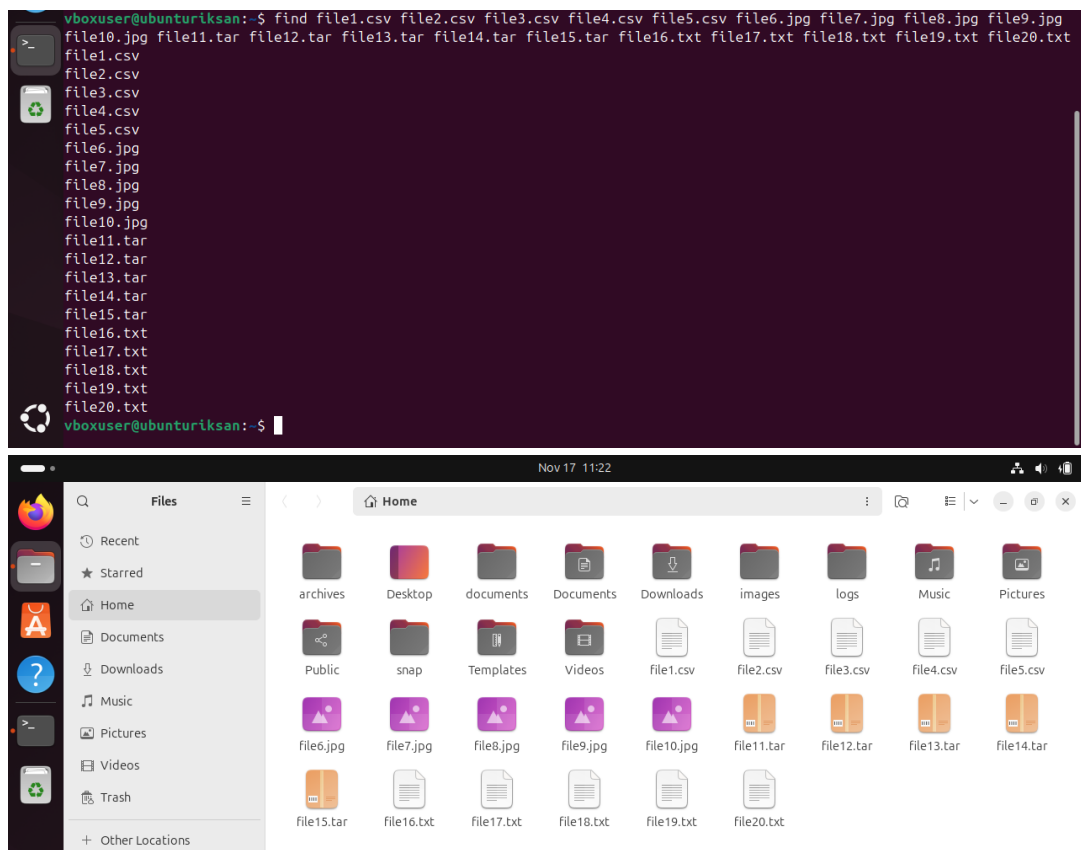 vboxuser@ubunturiksan:~$ find file1.csv file2.csv file3.csv file4.csv file5.csv file6.jpg file7.jpg file8.jpg file9.jpg
file10.jpg file11.tar file12.tar file13.tar file14.tar file15.tar file16.txt file17.txt file18.txt file19.txt file20.txt
file1.csv
file2.csv
file3.csv
file4.csv
file5.csv
file6.jpg
file7.jpg
file8.jpg
file9.jpg
file10.jpg
file11.tar
file12.tar
file13.tar
file14.tar
file15.tar
file16.txt
file17.txt
file18.txt
file19.txt
file20.txt
vboxuser@ubunturiksan:~$
Nov 17 11:22
Files
Home
Recent
Starred
Home
Documents
Downloads
Music
Pictures
Videos
Trash
+ Other Locations
archives Desktop documents Documents Downloads images logs Music Pictures
Public snap Templates Videos file1.csv file2.csv file3.csv file4.csv file5.csv
file6.jpg file7.jpg file8.jpg file9.jpg file10.jpg file11.tar file12.tar file13.tar file14.tar
file15.tar file16.txt file17.txt file18.txt file19.txt file20.txt